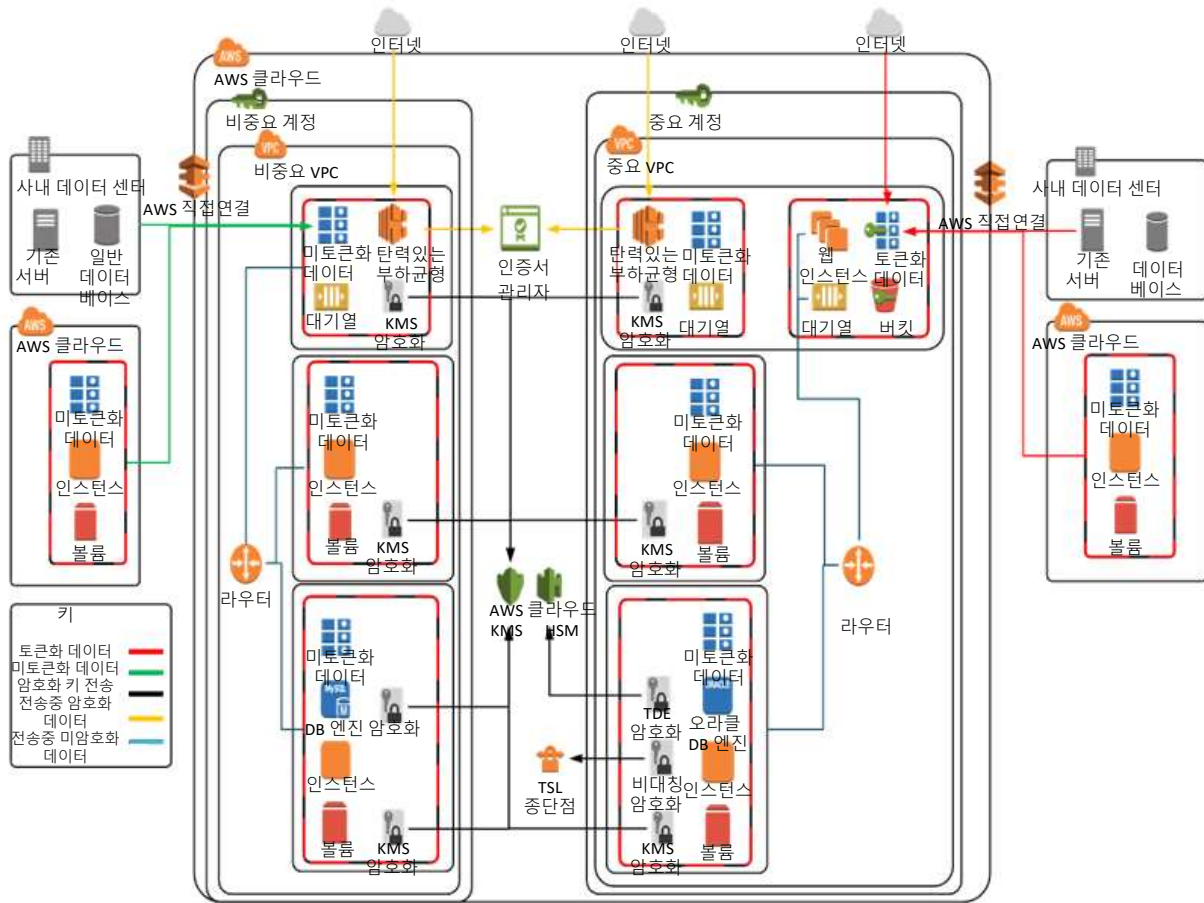 인터넷
인터넷
인터넷
AWS
AWS 클라우드
비중요 계정
중요 계정
VPC
비중요 VPC
VPC
중요 VPC
사내 데이터 센터
AWS 직접연결
기존
서버
일반
데이터
베이스
미토큰화
데이터
탄력있는
부하균형
대기열
KMS
암호화
인증서
관리자
탄력있는
부하균형
미토큰화
데이터
KMS
암호화
대기열
웹
인스턴스
토큰화
데이터
대기열
버킷
사내 데이터 센터
AWS 직접연결
기존
서버
데이터
베이스
AWS
AWS 클라우드
미토큰화
데이터
인스턴스
볼륨
미토큰화
데이터
인스턴스
볼륨
KMS
암호화
미토큰화
데이터
인스턴스
KMS
암호화
볼륨
AWS
AWS 클라우드
미토큰화
데이터
인스턴스
볼륨
라우터
라우터
AWS 클라우드
KMS HSM
미토큰화
데이터
MySQL
DB 엔진 암호화
인스턴스
볼륨
KMS
암호화
TSL
종단점
미토큰화
데이터
ORACLE
TDE
암호화
오라클
DB 엔진
비대칭
암호화
인스턴스
KMS
암호화
볼륨
키
토큰화 데이터
미토큰화 데이터
암호화 키 전송
전송중 암호화
데이터
전송중 미암호화
데이터